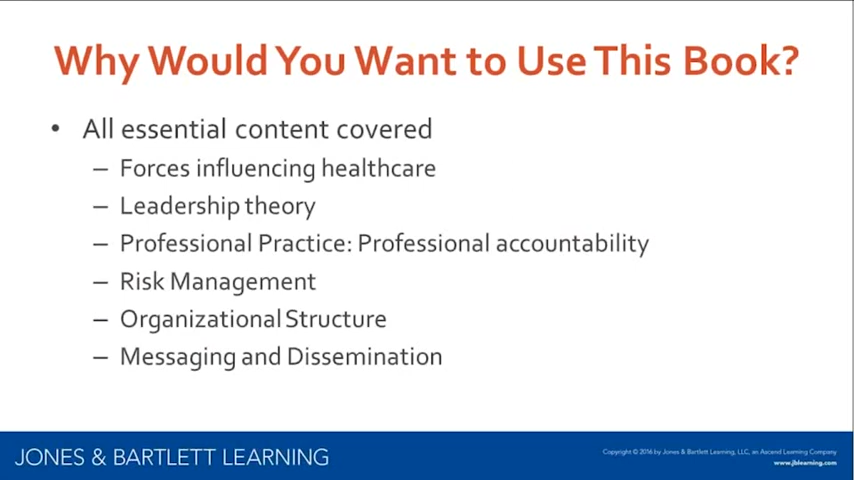 Why Would You Want to Use This Book?
• All essential content covered
– Forces influencing healthcare
– Leadership theory
– Professional Practice: Professional accountability
– Risk Management
– Organizational Structure
– Messaging and Dissemination
JONES & BARTLETT LEARNING
Copyright © 2016 by Jones & Bartlett Learning, LLC, an Ascend Learning Company
www.jblearning.com